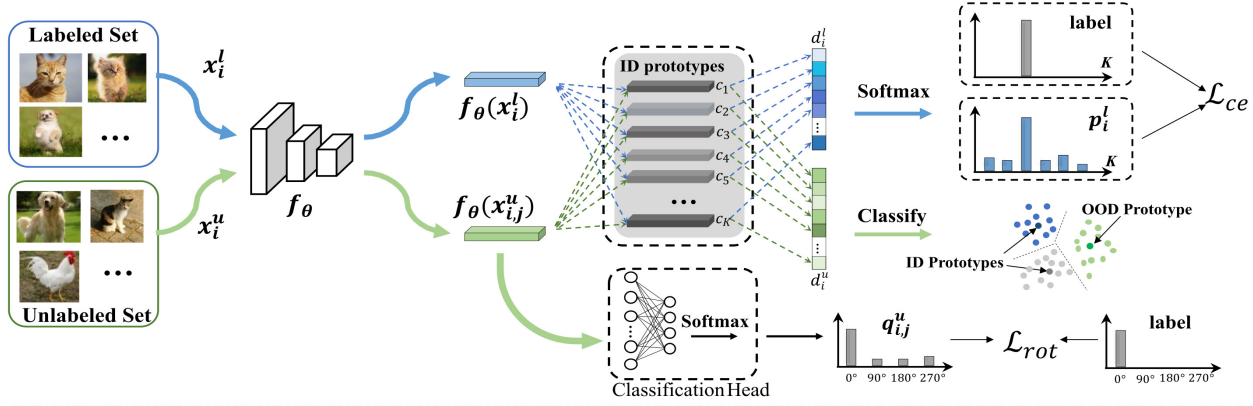 Labeled Set
...
x_i^l
Unlabeled Set
...
x_i^u
f_θ
f_θ(x_i^l)
f_θ(x_{i,j}^u)
ID prototypes
c_1
c_2
c_3
c_4
c_5
...
c_K
d_i^l
⋮
⋮
d_i^u
Softmax
label
K
p_i^l
K
ℒ_ce
Classify
OOD Prototype
ID Prototypes
⋮
Softmax
Classification Head
q_{i,j}^u
0° 90° 180° 270°
ℒ_rot
label
0° 90° 180° 270°